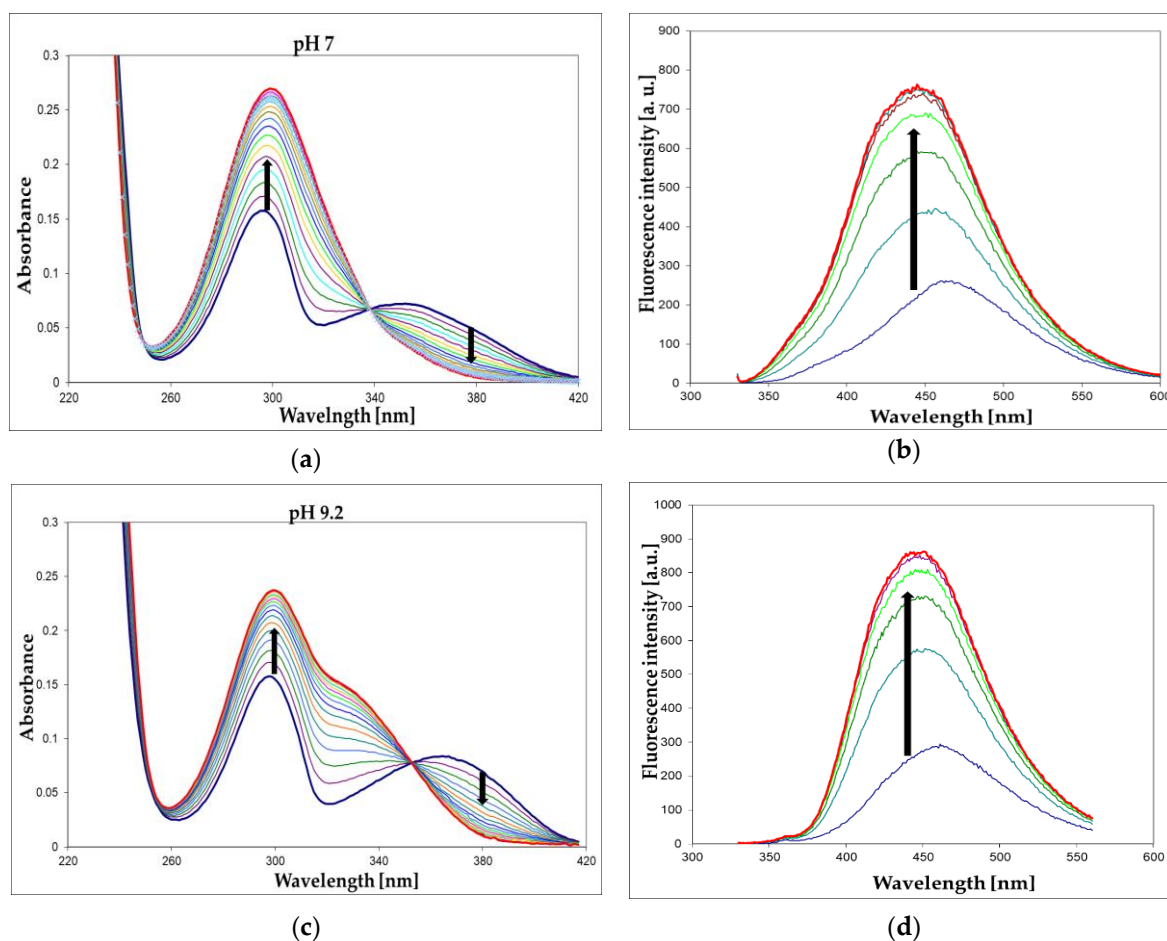 pH 7
0.3
0.25
0.2
0.15
0.1
0.05
0
Absorbance
220 260 300 340 380 420
Wavelwngth [nm]
(a)
900
800
700
600
500
400
300
200
100
0
Fluorescence intensity [a. u.]
300 350 400 450 500 550 600
Wavelength [nm]
(b)
pH 9.2
0.3
0.25
0.2
0.15
0.1
0.05
0
Absorbance
220 260 300 340 380 420
Wavelength [nm]
(c)
1000
900
800
700
600
500
400
300
200
100
0
Fluorescence intensity [a.u.]
300 350 400 450 500 550 600
Wavelength [nm]
(d)